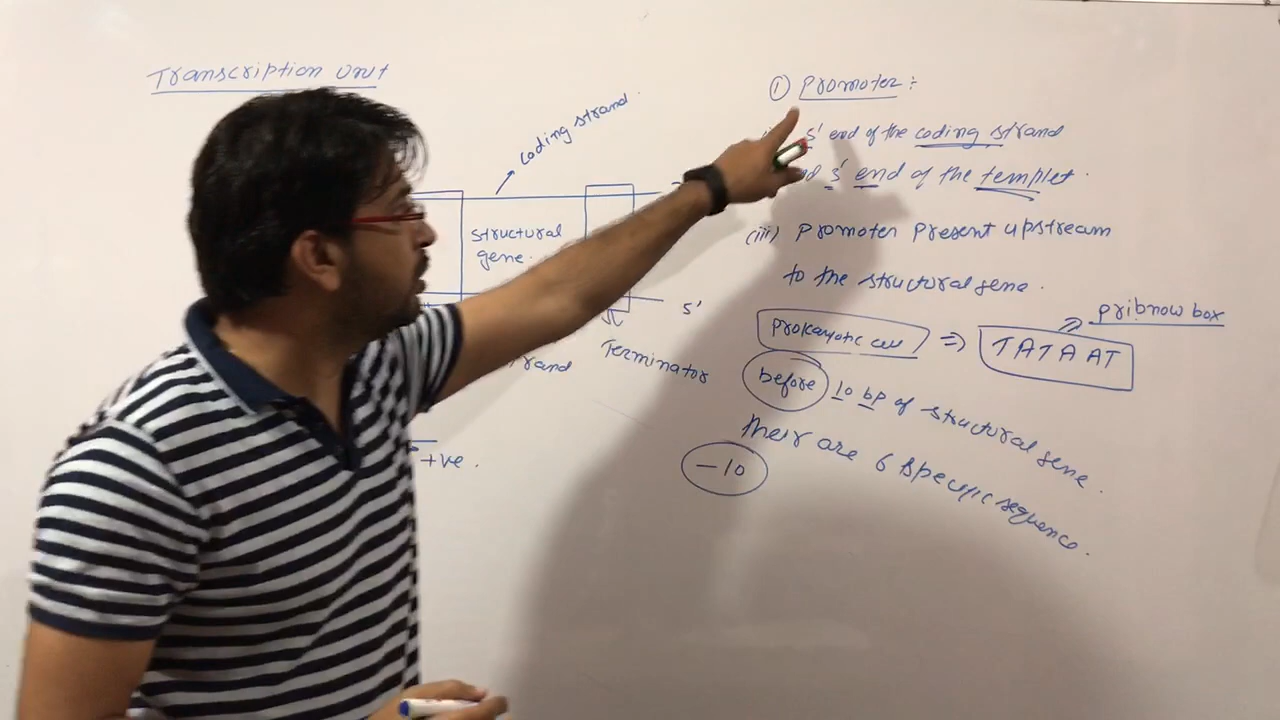 Transcription Unit
coding strand
structural
gene.
5'
Terminator
+ve.
① Promoter :
5' end of the coding strand
5' end of the templet.
(iii) Promoter Present upstream
to the structural gene.
pribnow box
prokaryotic cell ⇒ TATAAT
before 10 bp of structural gene.
Their are 6 specific sequence.
-10